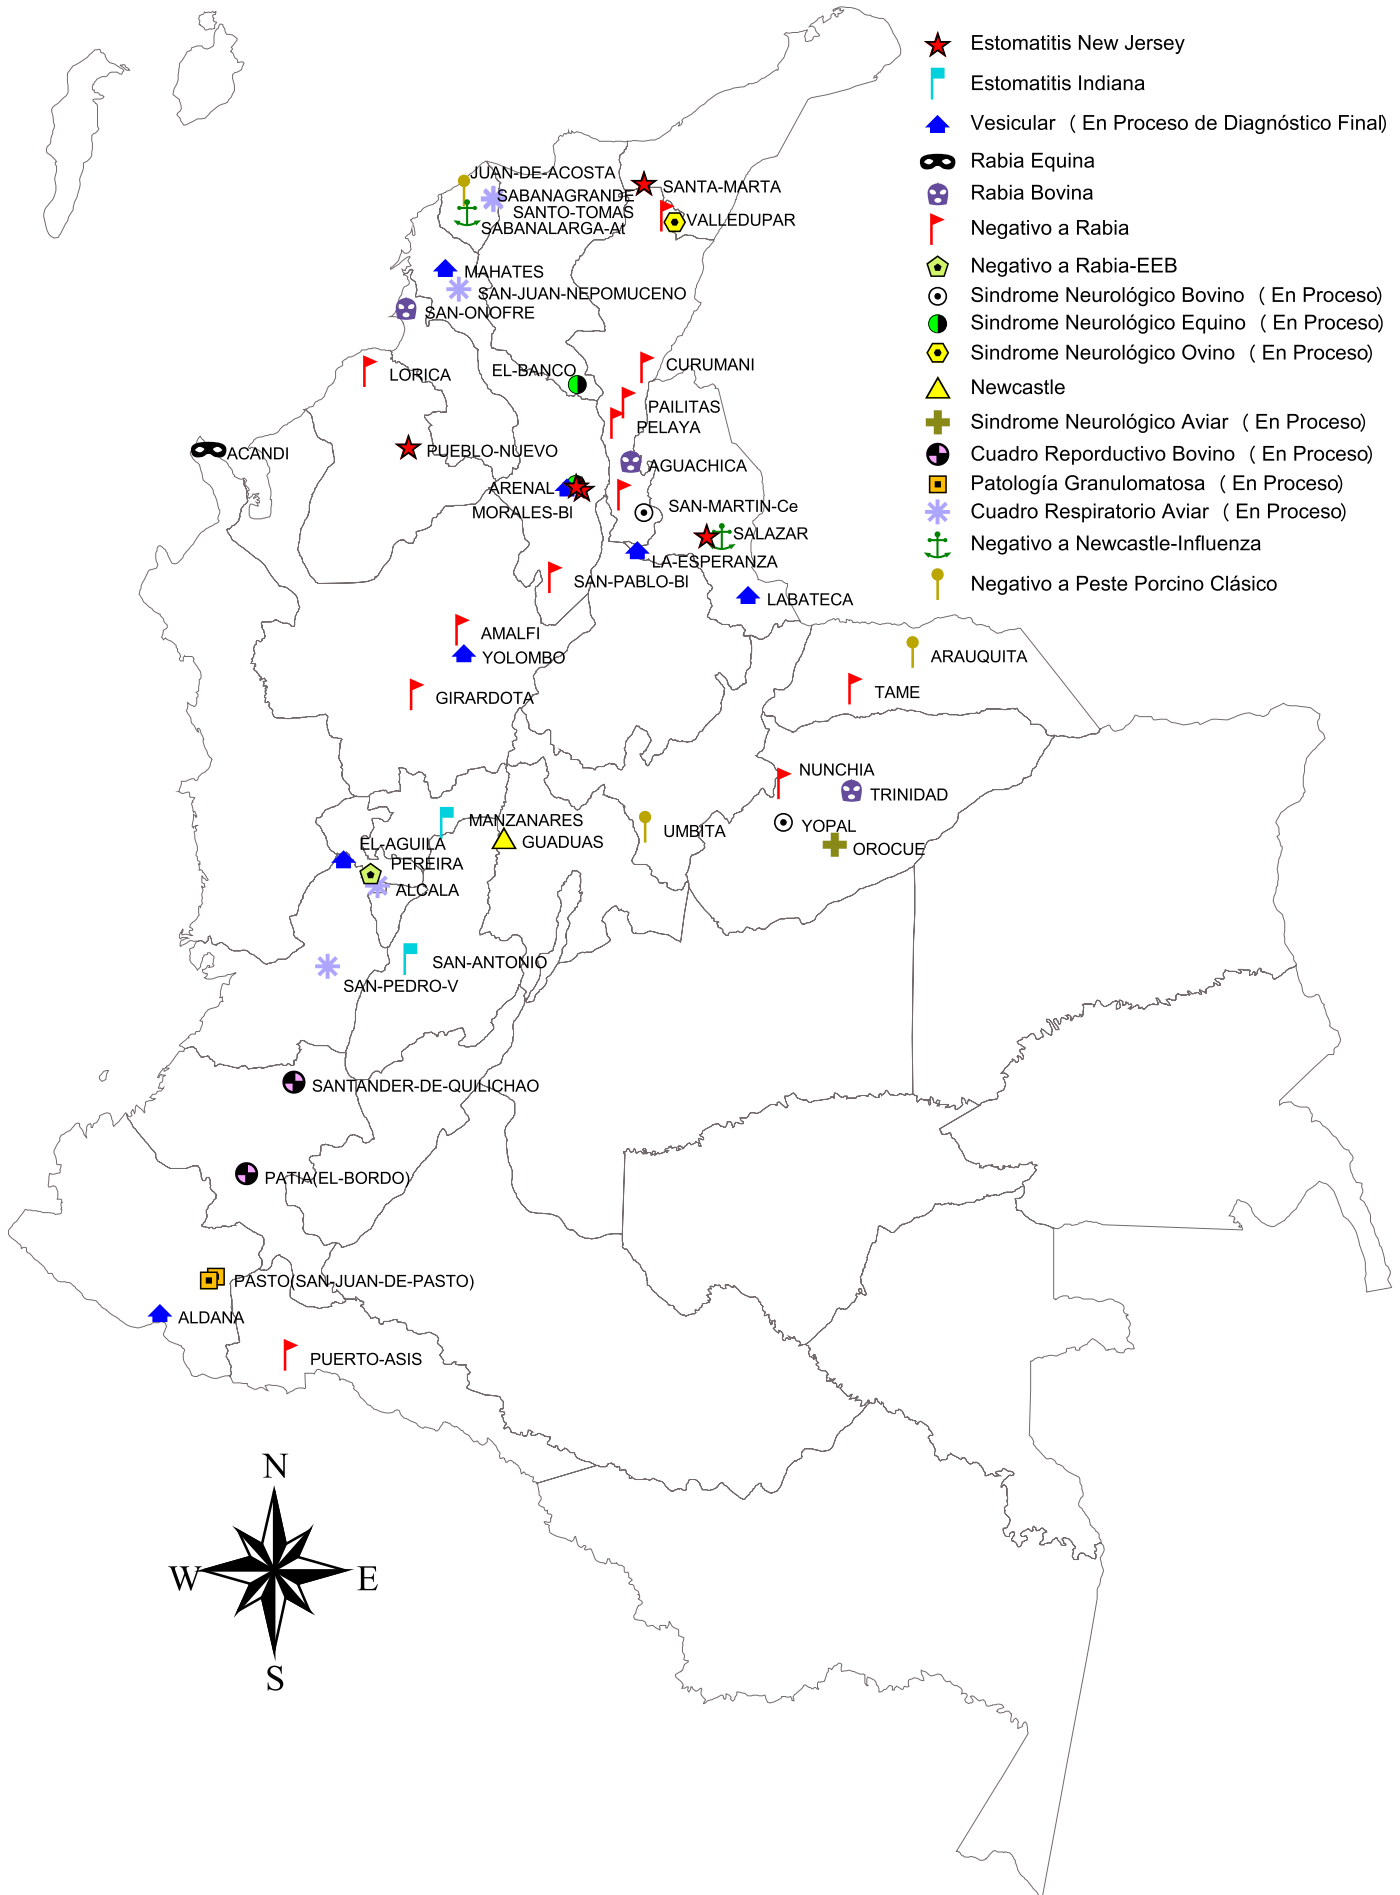 Estomatitis New Jersey
Estomatitis Indiana
Vesicular ( En Proceso de Diagnóstico Final)
Rabia Equina
Rabia Bovina
Negativo a Rabia
Negativo a Rabia-EEB
Sindrome Neurológico Bovino ( En Proceso)
Sindrome Neurológico Equino ( En Proceso)
Sindrome Neurológico Ovino ( En Proceso)
Newcastle
Sindrome Neurológico Aviar ( En Proceso)
Cuadro Reporductivo Bovino ( En Proceso)
Patología Granulomatosa ( En Proceso)
Cuadro Respiratorio Aviar ( En Proceso)
Negativo a Newcastle-Influenza
Negativo a Peste Porcino Clásico
JUAN-DE-ACOSTA
SANTA-MARTA
SABANAGRANDE
SANTO-TOMAS
VALLEDUPAR
SABANALARGA-At
MAHATES
SAN-JUAN-NEPOMUCENO
SAN-ONOFRE
CURUMANI
EL-BANCO
LORICA
PAILITAS
PELAYA
PUEBLO-NUEVO
ACANDI
AGUACHICA
ARENAL
SAN-MARTIN-Ce
MORALES-BI
SALAZAR
LA-ESPERANZA
SAN-PABLO-BI
LABATECA
AMALFI
YOLOMBO
ARAUQUITA
TAME
GIRARDOTA
NUNCHIA
TRINIDAD
MANZANARES
YOPAL
UMBITA
GUADUAS
EL-AGUILA
OROCUE
PEREIRA
ALCALA
SAN-ANTONIO
SAN-PEDRO-V
SANTANDER-DE-QUILICHAO
PATIA(EL-BORDO)
PASTO(SAN-JUAN-DE-PASTO)
ALDANA
PUERTO-ASIS
N
W
E
S